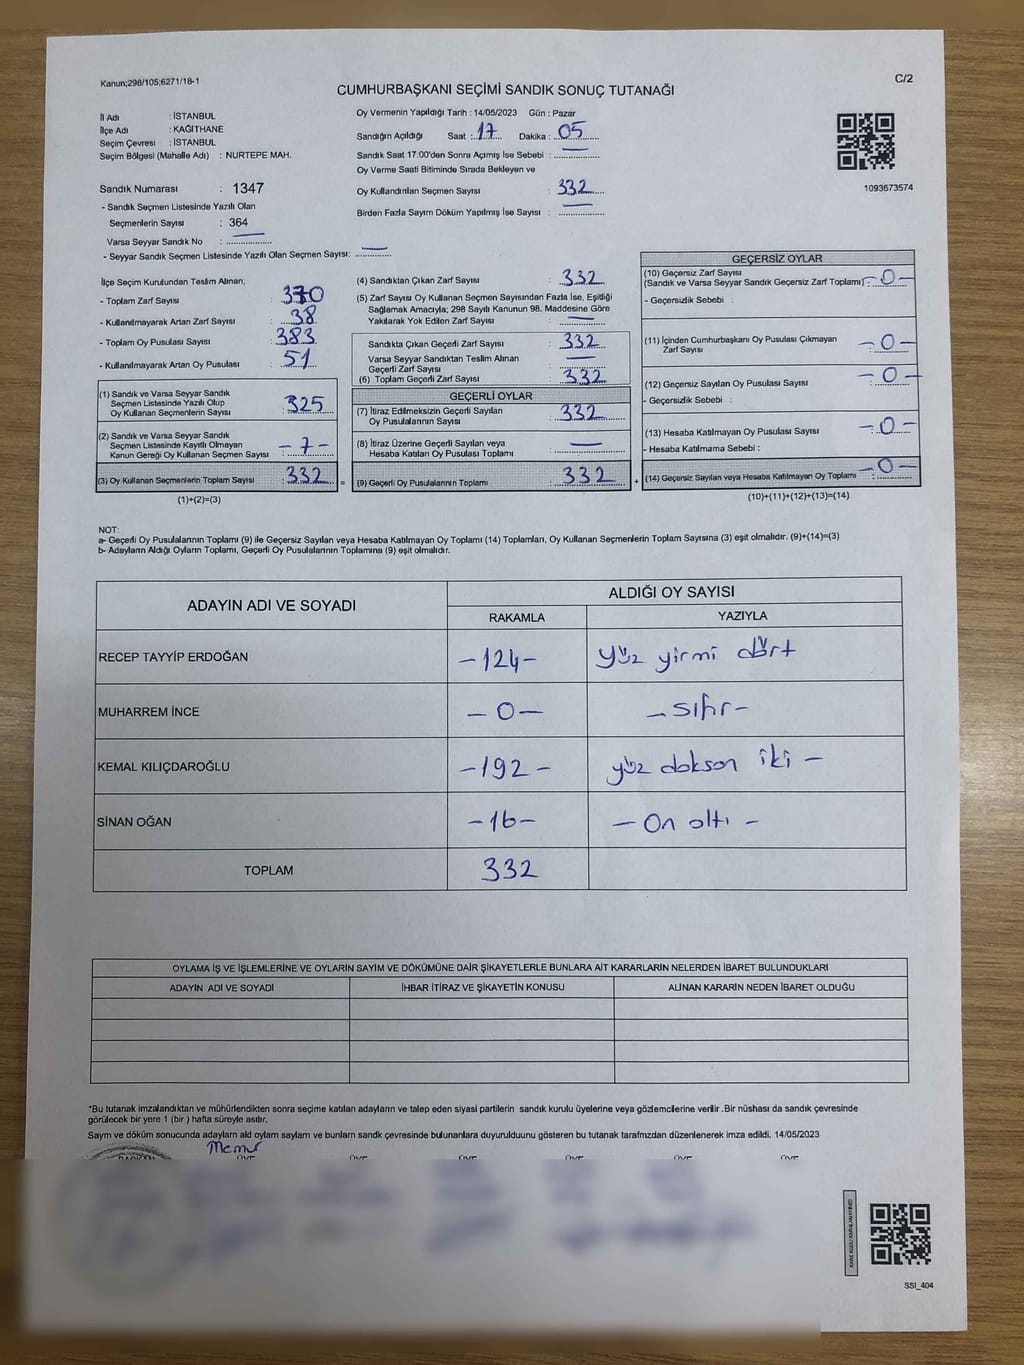 Kanun;298/105;6271/18-1
C/2
CUMHURBAŞKANI SEÇİMİ SANDIK SONUÇ TUTANAĞI
İl Adı : İSTANBUL
İlçe Adı : KAĞITHANE
Seçim Çevresi : İSTANBUL
Seçim Bölgesi (Mahalle Adı) : NURTEPE MAH.
Sandık Numarası : 1347
- Sandık Seçmen Listesinde Yazılı Olan
Seçmenlerin Sayısı : 364
Varsa Seyyar Sandık No : ..............
- Seyyar Sandık Seçmen Listesinde Yazılı Olan Seçmen Sayısı: ..............
Oy Vermenin Yapıldığı Tarih : 14/05/2023 Gün : Pazar
Sandığın Açıldığı Saat : 17 Dakika : 05
Sandık Saat 17:00'den Sonra Açımış İse Sebebi : ..............
Oy Verme Saati Bitiminde Sırada Bekleyen ve
Oy Kullandırılan Seçmen Sayısı : 332
Birden Fazla Sayım Döküm Yapılmış İse Sayısı : ..............
1093673574
İlçe Seçim Kurulundan Teslim Alınan;
- Toplam Zarf Sayısı : 370
- Kullanılmayarak Artan Zarf Sayısı : 38
- Toplam Oy Pusulası Sayısı : 383
- Kullanılmayarak Artan Oy Pusulası : 51
(1) Sandık ve Varsa Seyyar Sandık
Seçmen Listesinde Yazılı Olup
Oy Kullanan Seçmenlerin Sayısı : 325
(2) Sandık ve Varsa Seyyar Sandık
Seçmen Listesinde Kayıtlı Olmayan
Kanun Gereği Oy Kullanan Seçmen Sayısı : - 7 -
(3) Oy Kullanan Seçmenlerin Toplam Sayısı : 332
(1)+(2)=(3)
=
(4) Sandıktan Çıkan Zarf Sayısı : 332
(5) Zarf Sayısı Oy Kullanan Seçmen Sayısından Fazla İse, Eşitliği
Sağlamak Amacıyla; 298 Sayılı Kanunun 98. Maddesine Göre
Yakılarak Yok Edilen Zarf Sayısı : ..............
Sandıkta Çıkan Geçerli Zarf Sayısı : 332
Varsa Seyyar Sandıktan Teslim Alınan
Geçerli Zarf Sayısı : ..............
(6) Toplam Geçerli Zarf Sayısı : 332
GEÇERLİ OYLAR
(7) İtiraz Edilmeksizin Geçerli Sayılan
Oy Pusulalarının Sayısı : 332
(8) İtiraz Üzerine Geçerli Sayılan veya
Hesaba Katılan Oy Pusulası Toplamı : ..............
(9) Geçerli Oy Pusulalarının Toplamı : 332
+
GEÇERSİZ OYLAR
(10) Geçersiz Zarf Sayısı
(Sandık ve Varsa Seyyar Sandık Geçersiz Zarf Toplamı) : - 0 -
- Geçersizlik Sebebi :
(11) İçinden Cumhurbaşkanı Oy Pusulası Çıkmayan
Zarf Sayısı : - 0 -
(12) Geçersiz Sayılan Oy Pusulası Sayısı : - 0 -
- Geçersizlik Sebebi :
(13) Hesaba Katılmayan Oy Pusulası Sayısı : - 0 -
- Hesaba Katılmama Sebebi :
(14) Geçersiz Sayılan veya Hesaba Katılmayan Oy Toplamı : - 0 -
(10)+(11)+(12)+(13)=(14)
NOT:
a- Geçerli Oy Pusulalarının Toplamı (9) ile Geçersiz Sayılan veya Hesaba Katılmayan Oy Toplamı (14) Toplamları, Oy Kullanan Seçmenlerin Toplam Sayısına (3) eşit olmalıdır. (9)+(14)=(3)
b- Adayların Aldığı Oyların Toplamı, Geçerli Oy Pusulalarının Toplamına (9) eşit olmalıdır.
ADAYIN ADI VE SOYADI
ALDIĞI OY SAYISI
RAKAMLA YAZIYLA
RECEP TAYYİP ERDOĞAN -124- yüz yirmi dört
MUHARREM İNCE - 0 - - sıfır -
KEMAL KILIÇDAROĞLU -192 - yüz doksan iki -
SİNAN OĞAN -16- - On altı -
TOPLAM 332
OYLAMA İŞ VE İŞLEMLERİNE VE OYLARIN SAYIM VE DÖKÜMÜNE DAİR ŞİKAYETLERLE BUNLARA AİT KARARLARIN NELERDEN İBARET BULUNDUKLARI
ADAYIN ADI VE SOYADI İHBAR İTİRAZ VE ŞİKAYETİN KONUSU ALINAN KARARIN NEDEN İBARET OLDUĞU
*Bu tutanak imzalandıktan ve mühürlendikten sonra seçime katılan adayların ve talep eden siyasi partilerin sandık kurulu üyelerine veya gözlemcilerine verilir .Bir nüshası da sandık çevresinde
görülecek bir yere 1 (bir ) hafta süreyle asılır.
Sayım ve döküm sonucunda adayların ald oyların sayları ve bunların sandk çevresinde bulunanlara duyurulduunu gösteren bu tutanak tarafmzdan düzenlenerek imza edildi. 14/05/2023
Memur
BAŞKAN ÜYE ÜYE ÜYE ÜYE ÜYE ÜYE
SSI_404